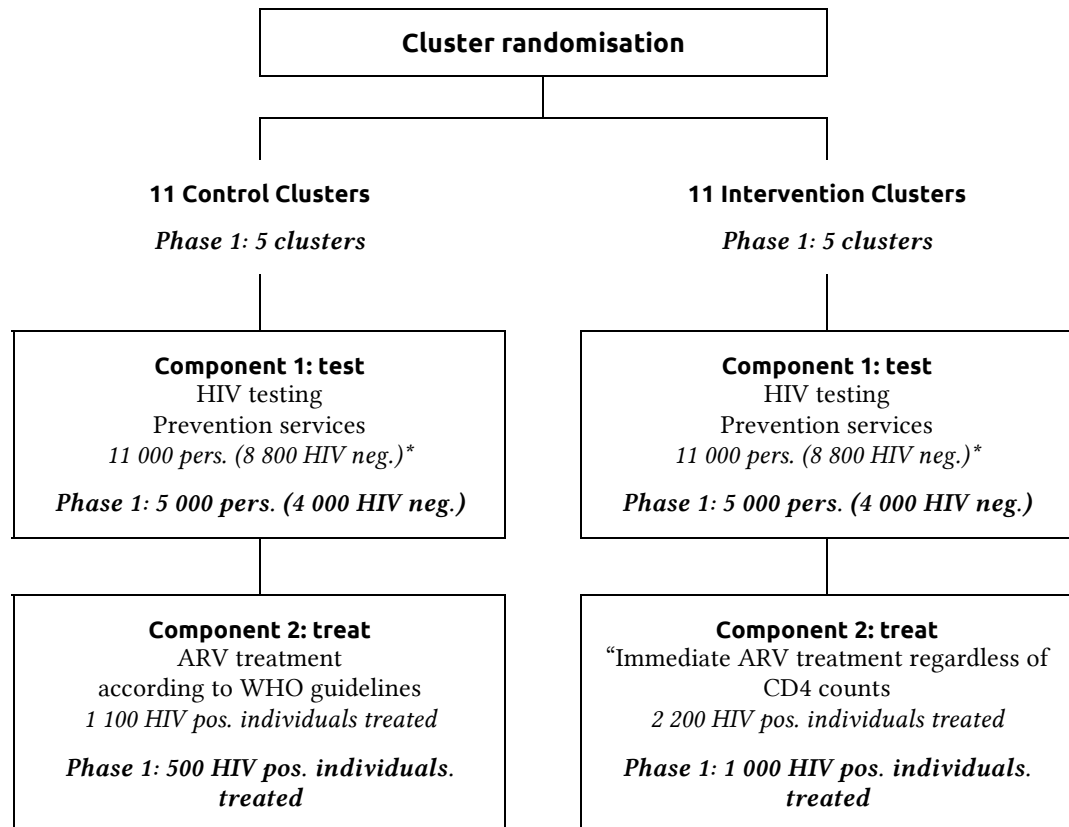 Cluster randomisation
11 Control Clusters
Phase 1: 5 clusters
11 Intervention Clusters
Phase 1: 5 clusters
Component 1: test
HIV testing
Prevention services
11 000 pers. (8 800 HIV neg.)*
Phase 1: 5 000 pers. (4 000 HIV neg.)
Component 1: test
HIV testing
Prevention services
11 000 pers. (8 800 HIV neg.)*
Phase 1: 5 000 pers. (4 000 HIV neg.)
Component 2: treat
ARV treatment
according to WHO guidelines
1 100 HIV pos. individuals treated
Phase 1: 500 HIV pos. individuals.
treated
Component 2: treat
“Immediate ARV treatment regardless of
CD4 counts
2 200 HIV pos. individuals treated
Phase 1: 1 000 HIV pos. individuals.
treated